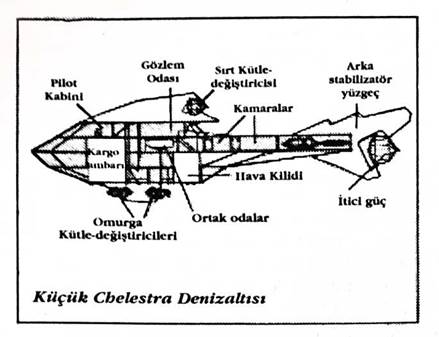 Pilot
Kabini
Gözlem
Odası
Sırt Kütle-
değiştiricisi
Kamaralar
Arka
stabilizatör
yüzgeç
Kargo
ambarı
Hava Kilidi
İtici güç
Ortak odalar
Omurga
Kütle-değiştiricileri
Küçük Chelestra Denizaltısı